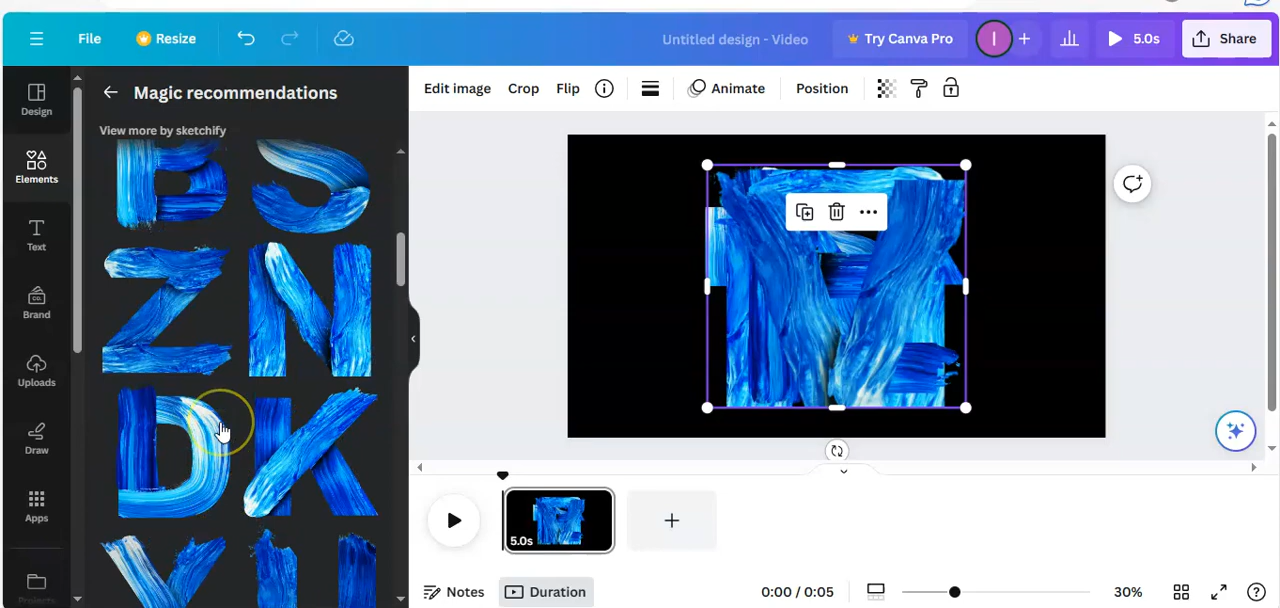 File
Resize
Untitled design - Video
Try Canva Pro
I
5.0s
Share
Design
Elements
Text
Brand
Uploads
Draw
Apps
Projects
Magic recommendations
View more by sketchify
B S
Z N
D K
Y U
Edit image
Crop
Flip
Animate
Position
5.0s
Notes
Duration
0:00 / 0:05
30%